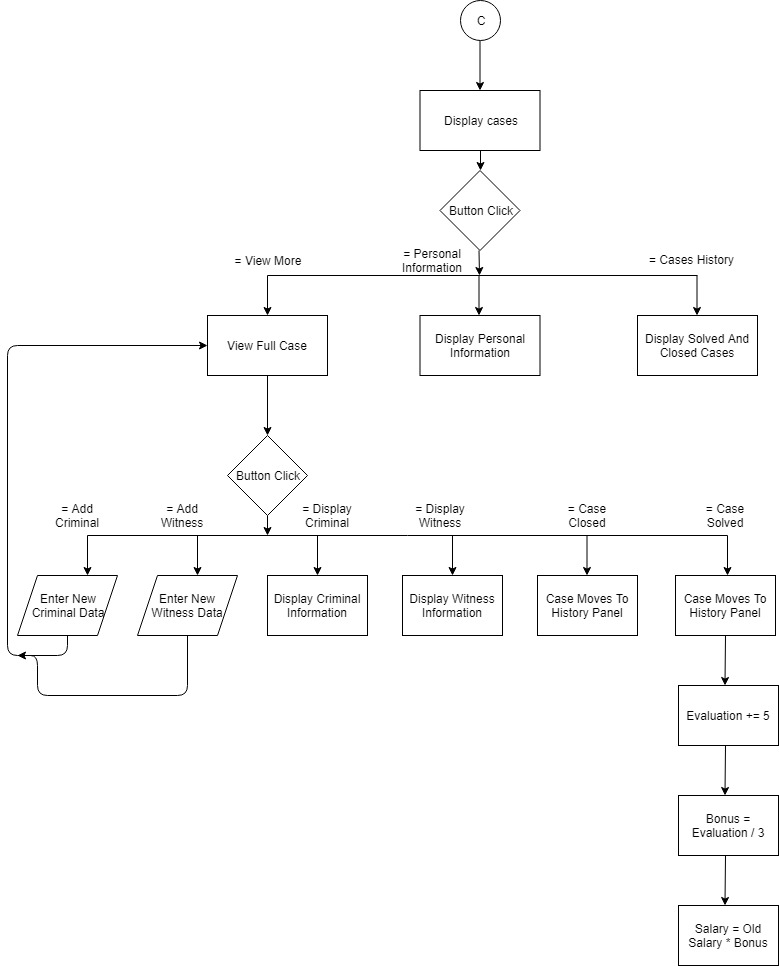 C
Display cases
Button Click
= View More
= Personal
Information
= Cases History
View Full Case
Display Personal
Information
Display Solved And
Closed Cases
Button Click
= Add
Criminal
= Add
Witness
= Display
Criminal
= Display
Witness
= Case
Closed
= Case
Solved
Enter New
Criminal Data
Enter New
Witness Data
Display Criminal
Information
Display Witness
Information
Case Moves To
History Panel
Case Moves To
History Panel
Evaluation += 5
Bonus =
Evaluation / 3
Salary = Old
Salary * Bonus